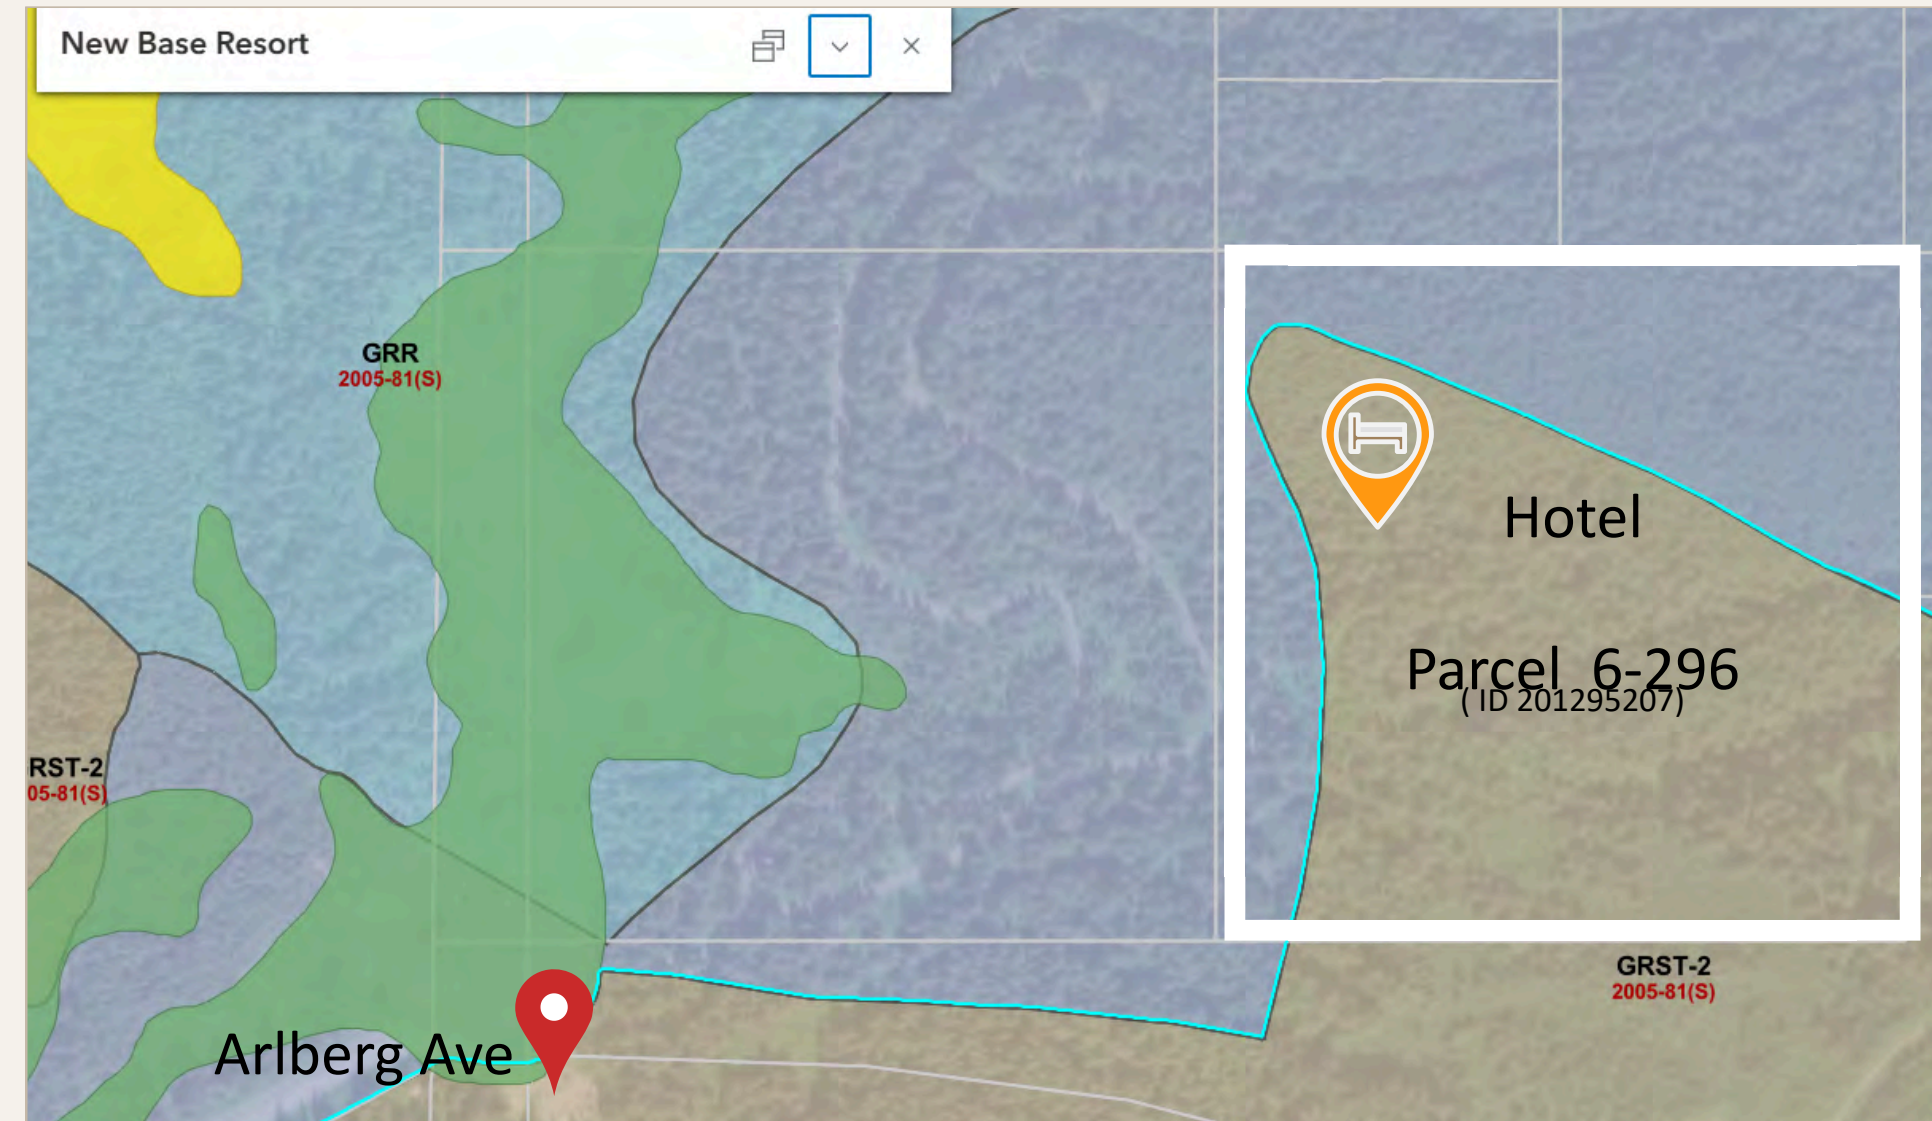 New Base Resort
GRR
2005-81(S)
Hotel
Parcel 6-296
( ID 201295207)
RST-2
05-81(S)
GRST-2
2005-81(S)
Arlberg Ave